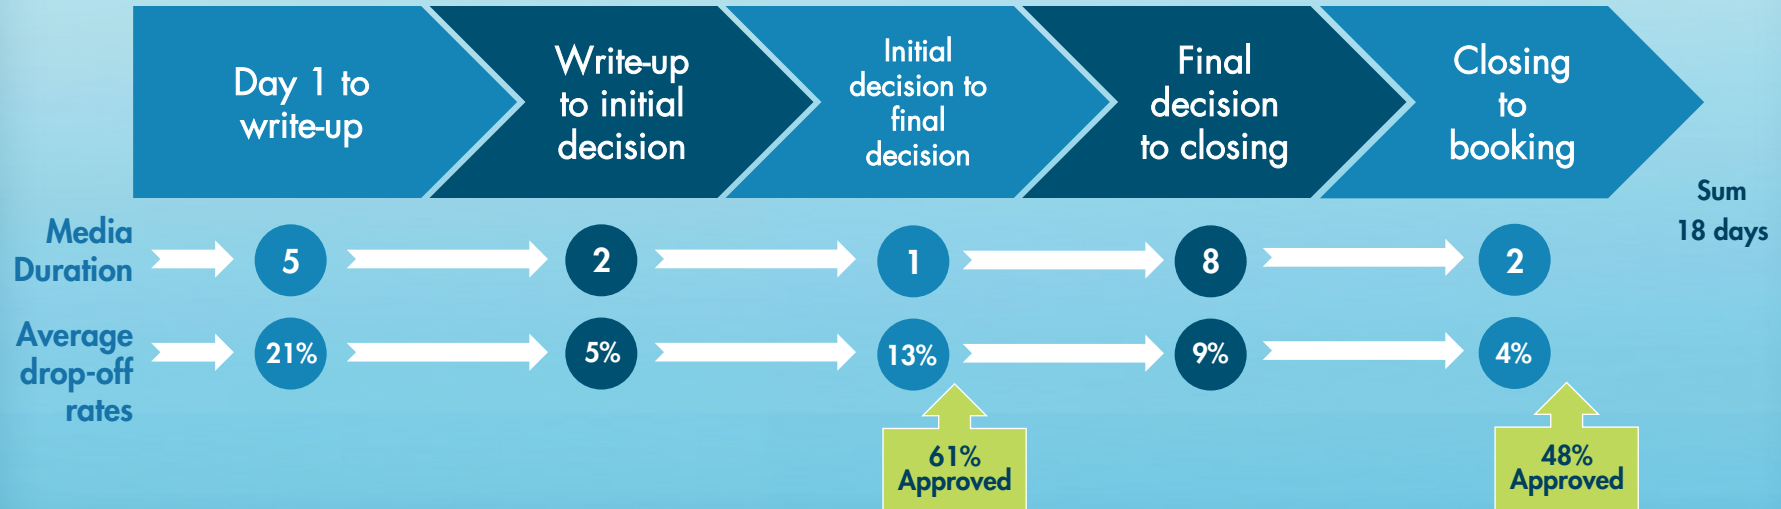 Day 1 to
write-up
Write-up
to initial
decision
Initial
decision to
final
decision
Final
decision
to closing
Closing
to
booking
Sum
18 days
Media
Duration
5
2
1
8
2
Average
drop-off
rates
21%
5%
13%
9%
4%
61%
Approved
48%
Approved